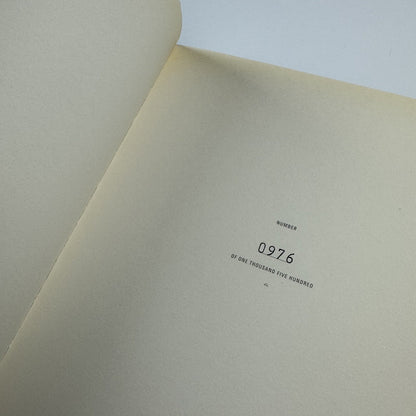 NUMBER
0976
OF ONE THOUSAND FIVE HUNDRED